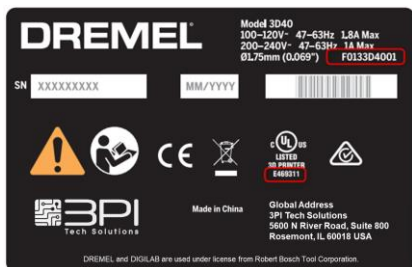 DREMEL
Model 3D40
100–120V~ 47–63Hz 1,8A Max
200–240V~ 47–63Hz 1A Max
Ø1.75mm (0.069") F0133D4001
SN XXXXXXXXX MM/YYYY
C UL US
LISTED
3D PRINTER
E469311
CE
3PI
Tech Solutions
Made in China
Global Address
3PI Tech Solutions
5600 N River Road, Suite 800
Rosemont, IL 60018 USA
DREMEL and DIGILAB are used under license from Robert Bosch Tool Corporation.